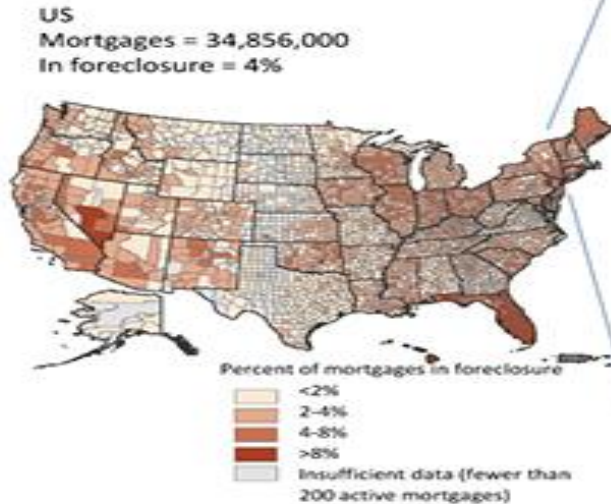 US
Mortgages = 34,856,000
In foreclosure = 4%
Percent of mortgages in foreclosure
<2%
2-4%
4-8%
>8%
Insufficient data (fewer than
200 active mortgages)